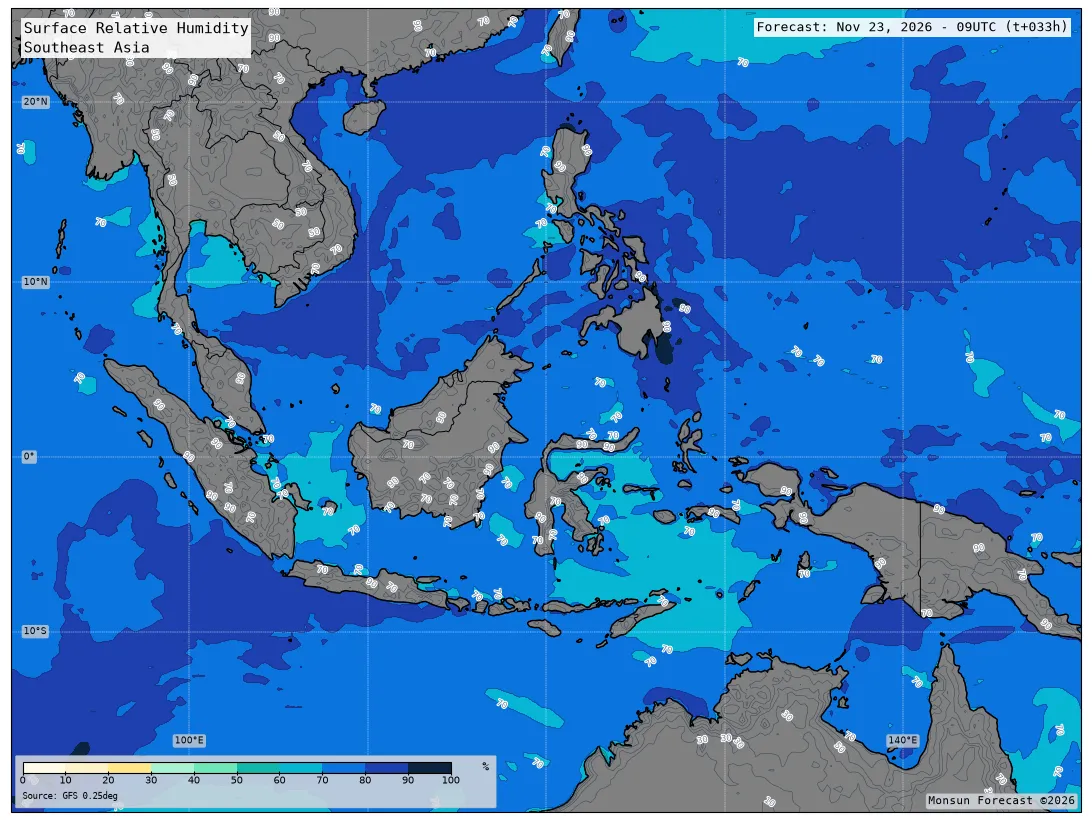 Surface Relative Humidity
Southeast Asia
Forecast: Nov 23, 2026 - 09UTC (t+033h)
20°N
10°N
0°
10°S
100°E
140°E
0 10 20 30 40 50 60 70 80 90 100 %
Source: GFS 0.25deg
Monsun Forecast ©2026